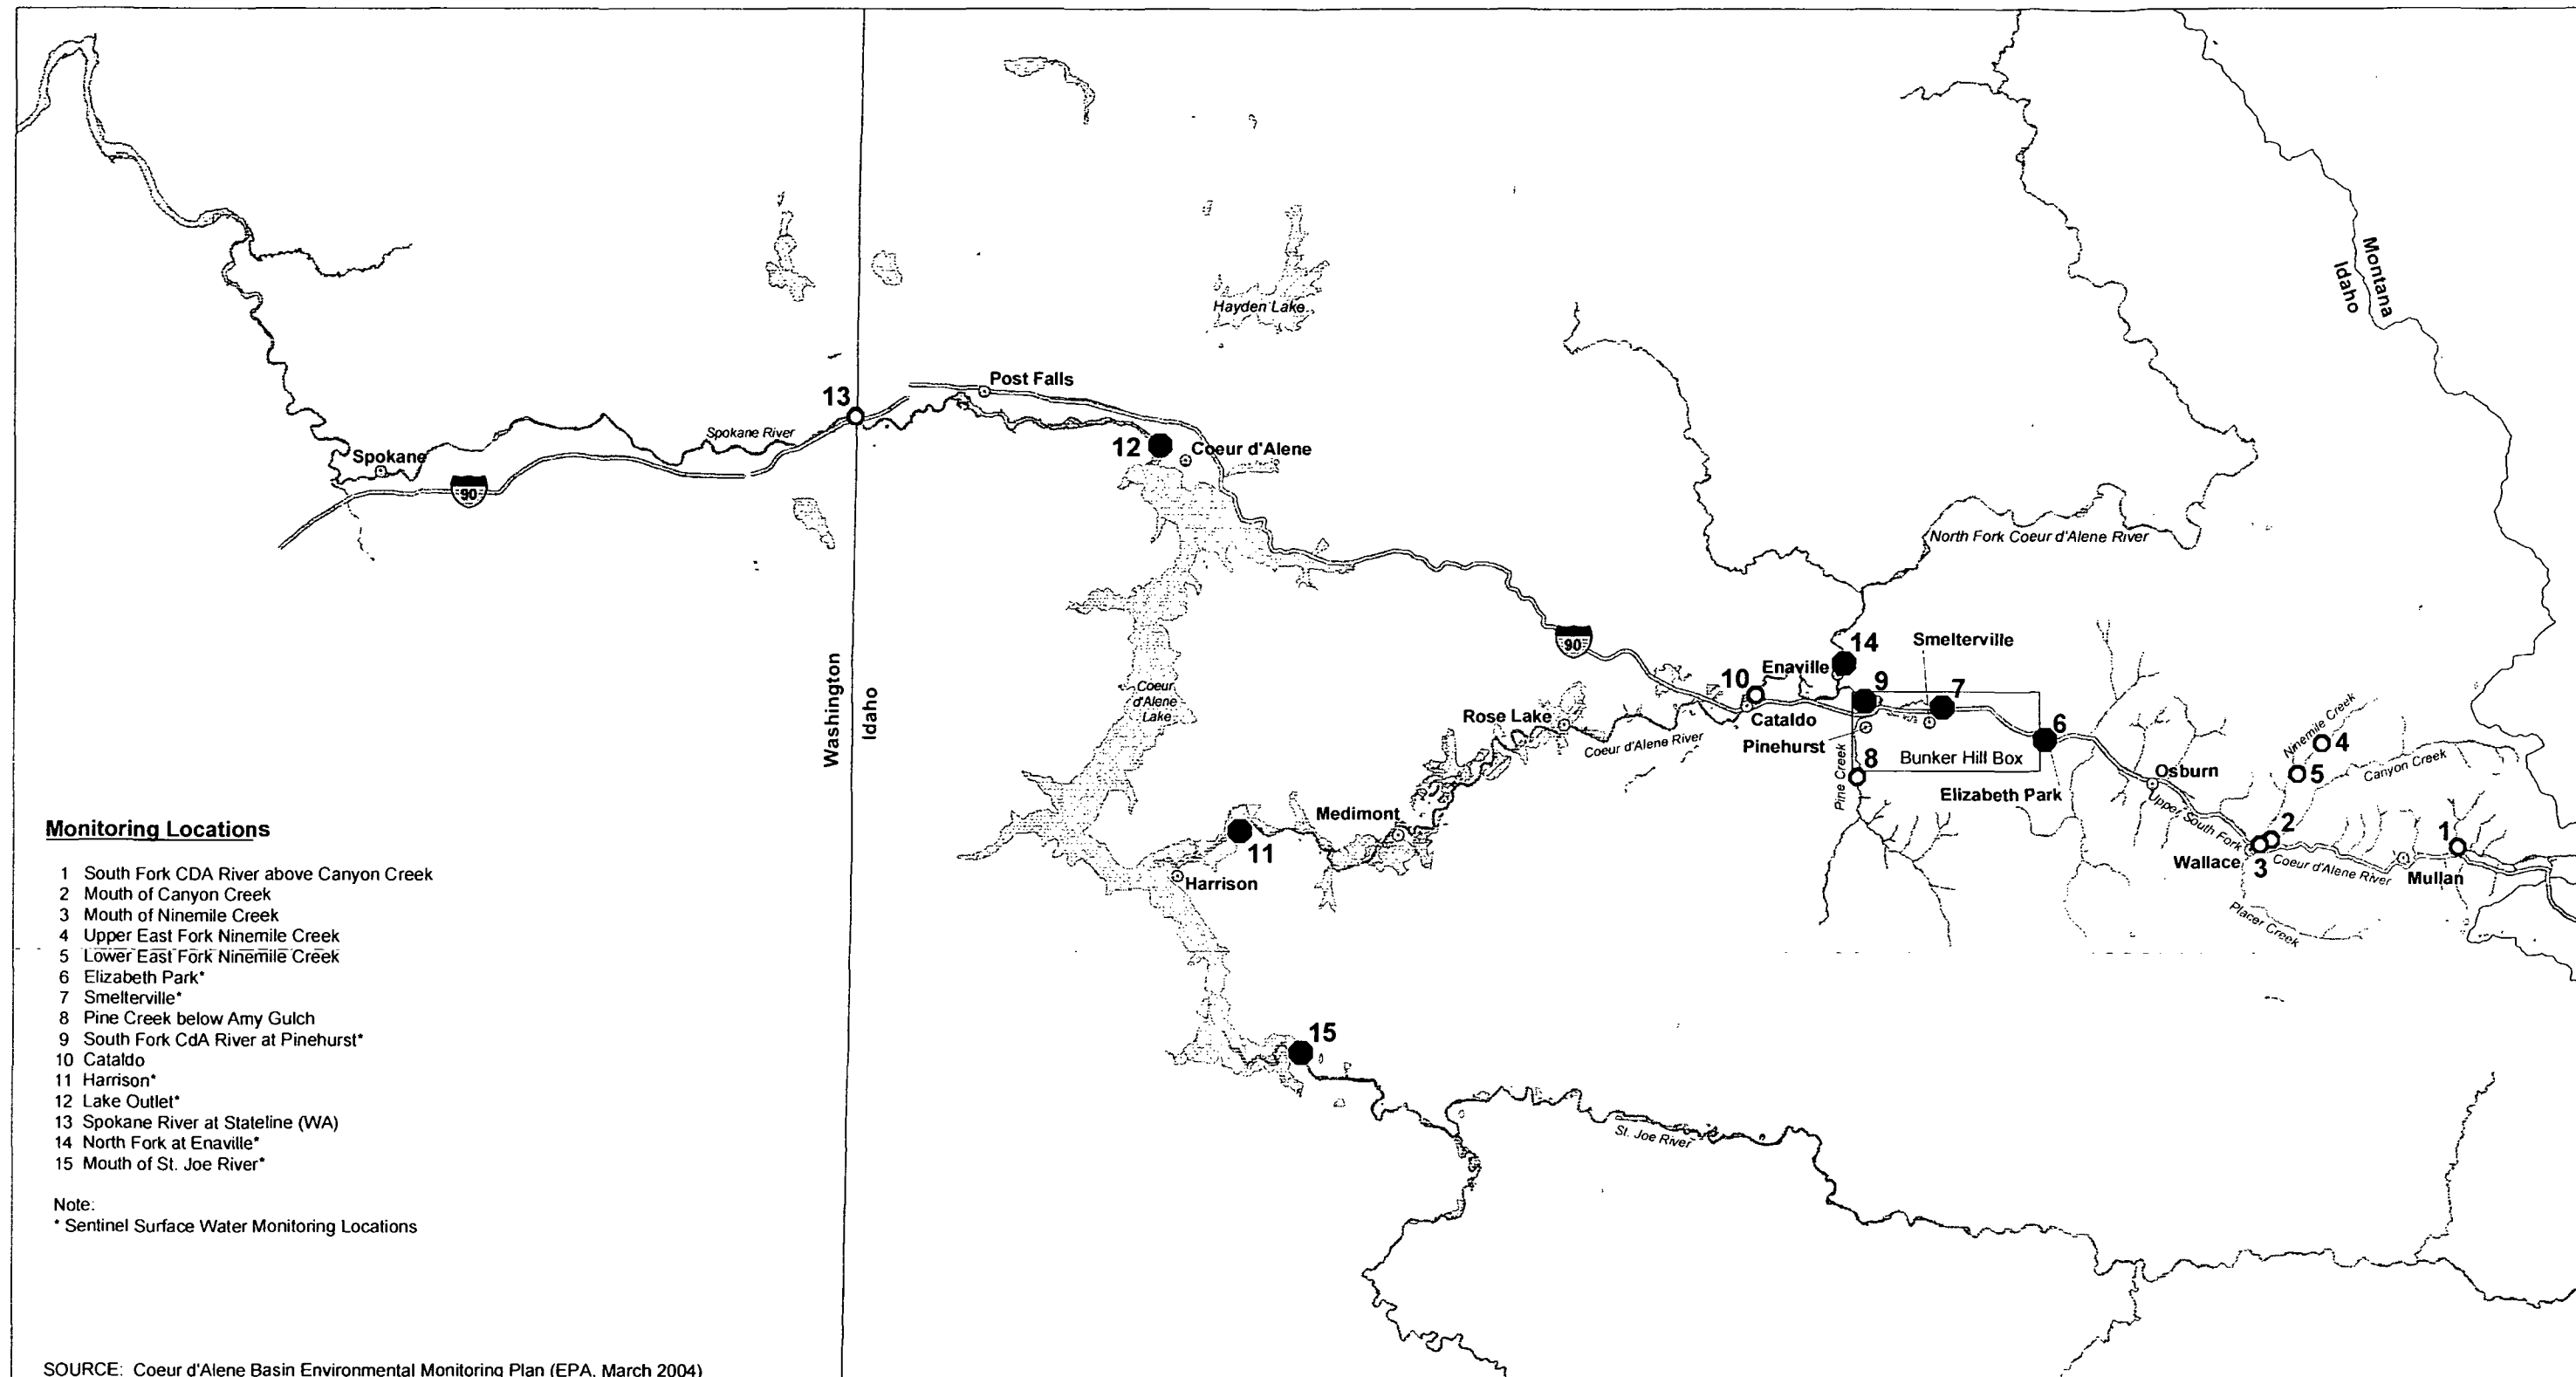 Montana
Idaho
Hayden Lake
Post Falls
13
Spokane River
12
Coeur d'Alene
Spokane
90
North Fork Coeur d'Alene River
90
14
Smelterville
Enaville
Washington
Idaho
Coeur
d'Alene
Lake
10
9
7
Rose Lake
Cataldo
Coeur d'Alene River
Pinehurst
6
Ninemile Creek
4
8
Bunker Hill Box
Pine Creek
Osburn
5
Canyon Creek
Elizabeth Park
Upper South Fork
Medimont
2
1
11
Wallace
3
Coeur d'Alene River
Mullan
Harrison
Placer Creek
15
St. Joe River
Monitoring Locations
1 South Fork CDA River above Canyon Creek
2 Mouth of Canyon Creek
3 Mouth of Ninemile Creek
4 Upper East Fork Ninemile Creek
5 Lower East Fork Ninemile Creek
6 Elizabeth Park*
7 Smelterville*
8 Pine Creek below Amy Gulch
9 South Fork CdA River at Pinehurst*
10 Cataldo
11 Harrison*
12 Lake Outlet*
13 Spokane River at Stateline (WA)
14 North Fork at Enaville*
15 Mouth of St. Joe River*
Note:
* Sentinel Surface Water Monitoring Locations
SOURCE: Coeur d'Alene Basin Environmental Monitoring Plan (EPA, March 2004)